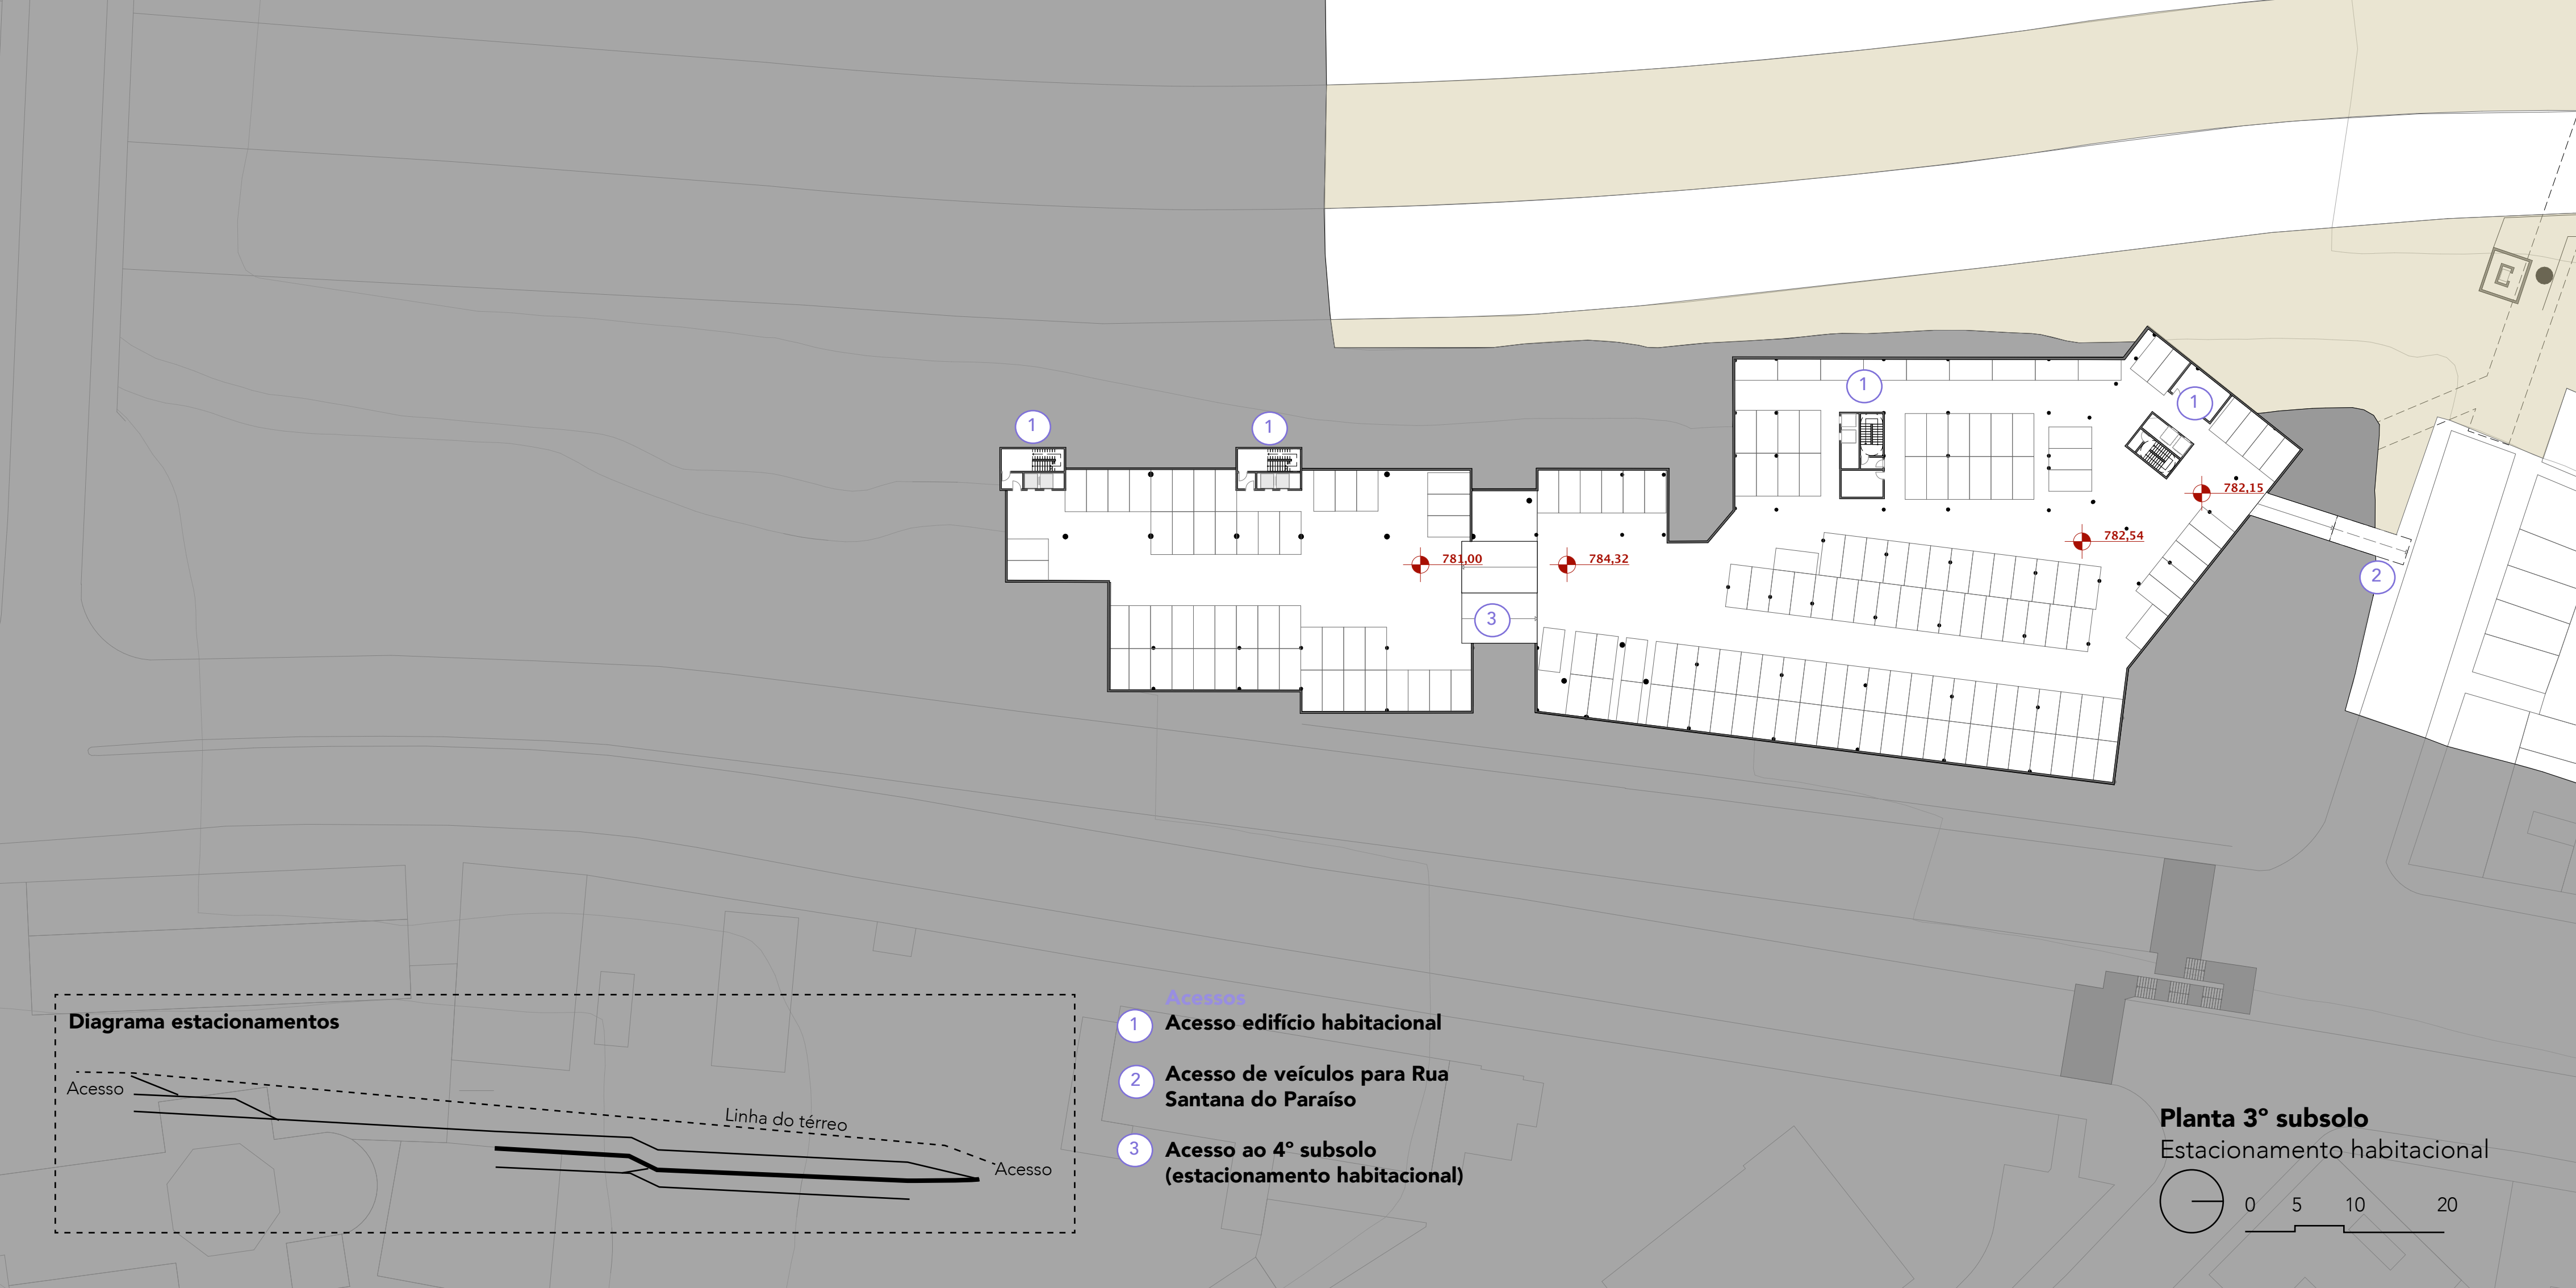 1
1
1
1
782,15
782,54
781,00
784,32
2
3
Diagrama estacionamentos
Acesso
Linha do térreo
Acesso
Acessos
1 Acesso edifício habitacional
2 Acesso de veículos para Rua
Santana do Paraíso
3 Acesso ao 4º subsolo
(estacionamento habitacional)
Planta 3º subsolo
Estacionamento habitacional
0 5 10 20